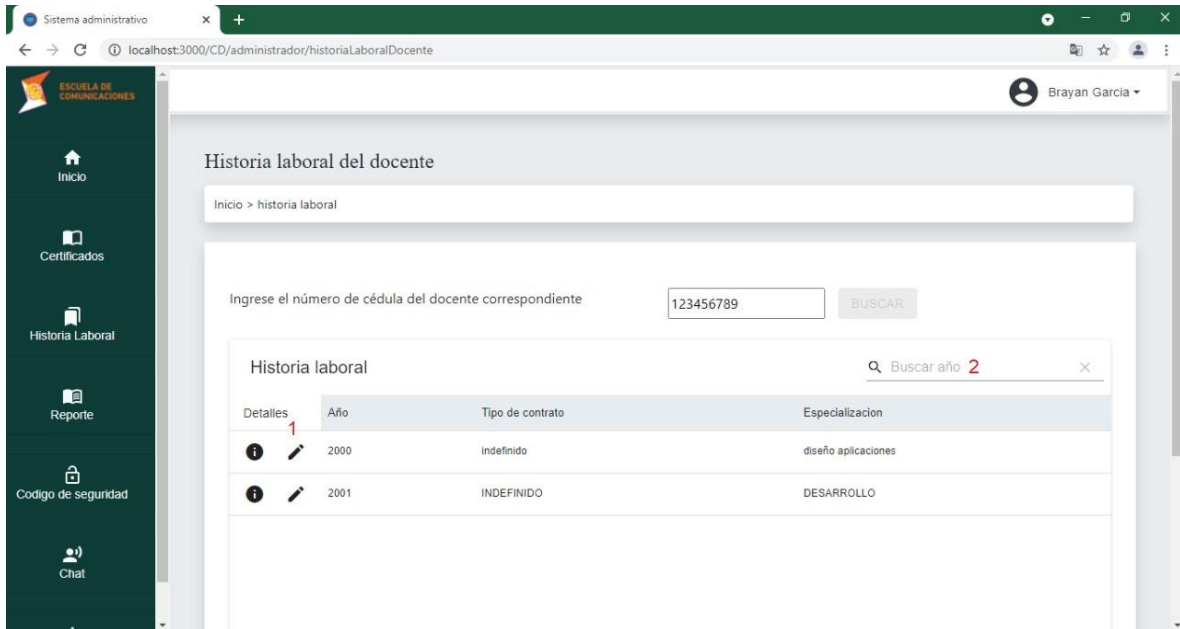 Sistema administrativo
localhost:3000/CD/administrador/historiaLaboralDocente
ESCUELA DE
COMUNICACIONES
Brayan Garcia
Inicio
Certificados
Historia Laboral
Reporte
Codigo de seguridad
Chat
Historia laboral del docente
Inicio > historia laboral
Ingrese el número de cédula del docente correspondiente 123456789 BUSCAR
Historia laboral Buscar año 2
Detalles Año Tipo de contrato Especializacion
1
2000 indefinido diseño aplicaciones
2001 INDEFINIDO DESARROLLO